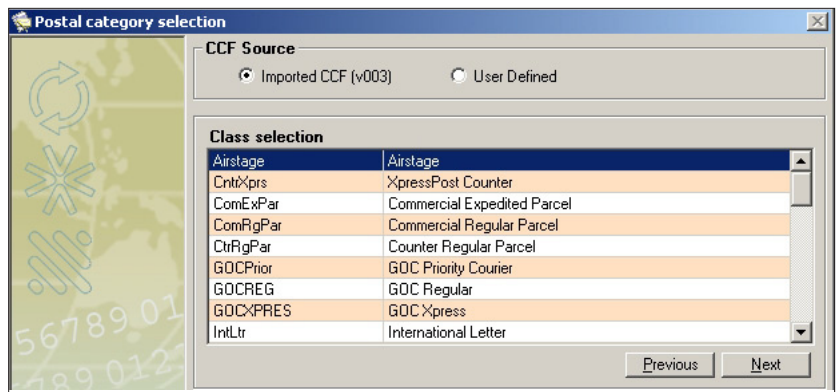 Postal category selection
CCF Source
Imported CCF (v003) User Defined
Class selection
Airstage Airstage
CntrXprs XpressPost Counter
ComExPar Commercial Expedited Parcel
ComRgPar Commercial Regular Parcel
CtrRgPar Counter Regular Parcel
GOCPrior GOC Priority Courier
GOCREG GOC Regular
GOCXPRES GOC Xpress
IntLtr International Letter
Previous Next
56789 01
789 012